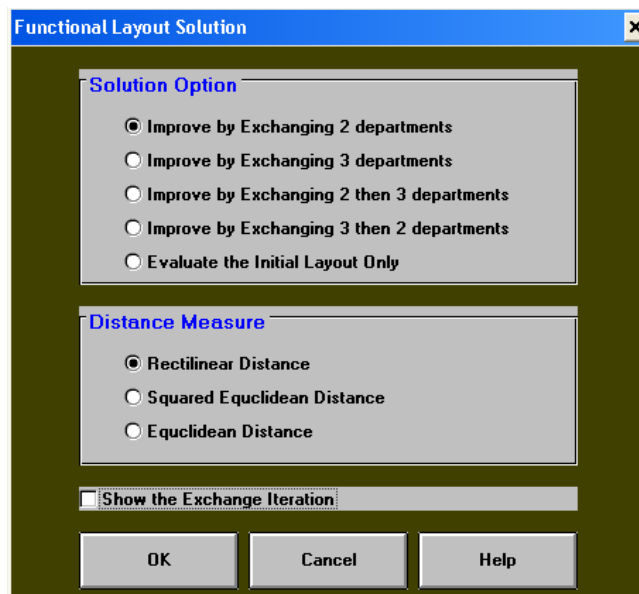 Functional Layout Solution
Solution Option
Improve by Exchanging 2 departments
Improve by Exchanging 3 departments
Improve by Exchanging 2 then 3 departments
Improve by Exchanging 3 then 2 departments
Evaluate the Initial Layout Only
Distance Measure
Rectilinear Distance
Squared Equclidean Distance
Equclidean Distance
Show the Exchange Iteration
OK Cancel Help